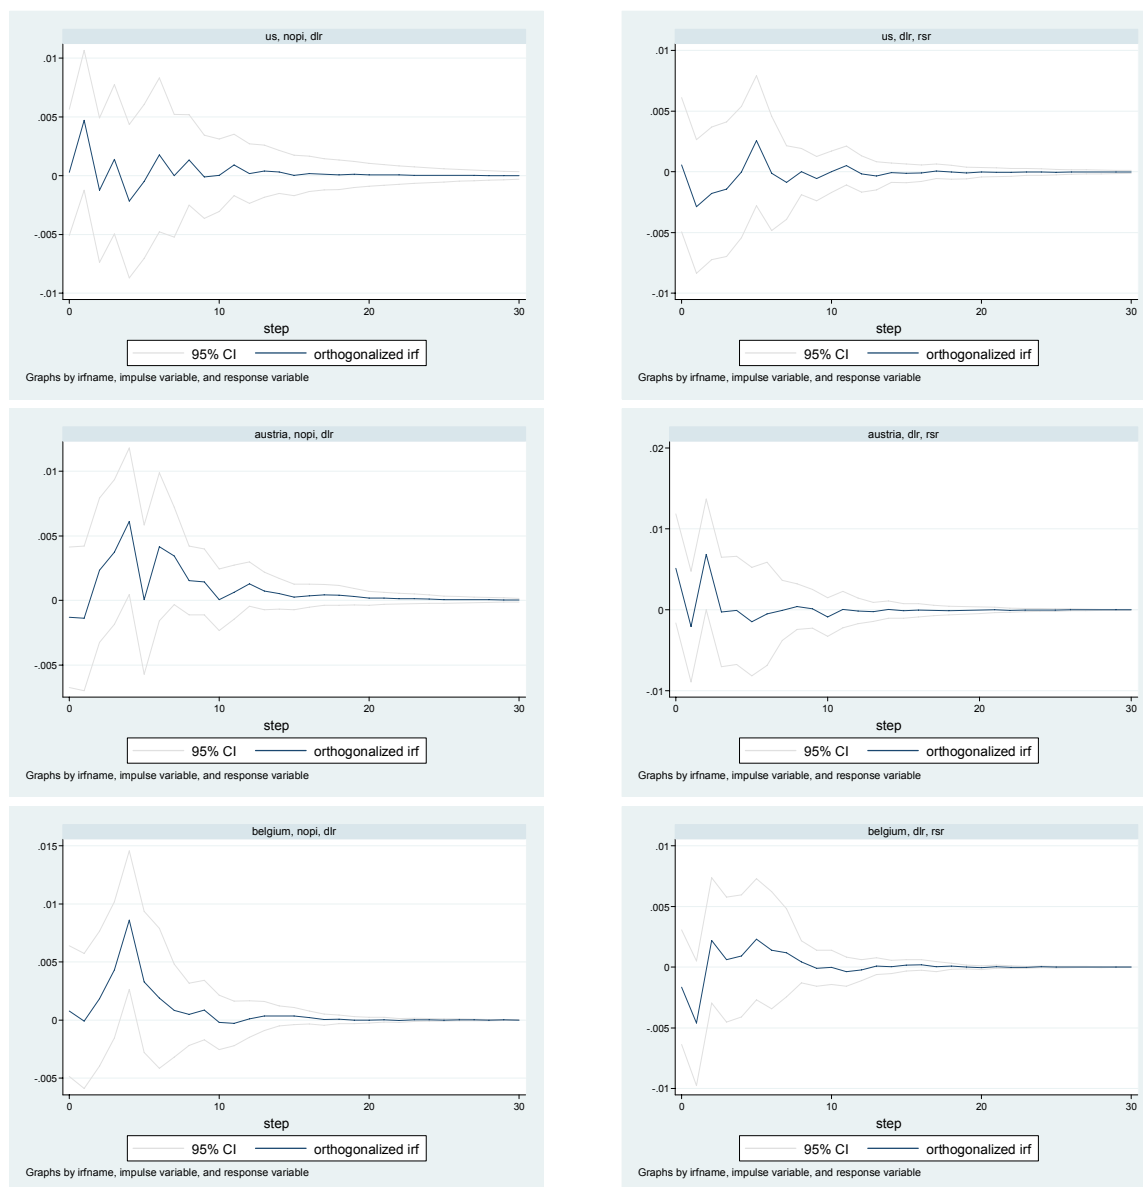 us, nopi, dlr
.01
.005
0
-.005
-.01
0 10 20 30
step
95% CI orthogonalized irf
Graphs by irfname, impulse variable, and response variable
us, dlr, rsr
.01
.005
0
-.005
-.01
0 10 20 30
step
95% CI orthogonalized irf
Graphs by irfname, impulse variable, and response variable
austria, nopi, dlr
.01
.005
0
-.005
0 10 20 30
step
95% CI orthogonalized irf
Graphs by irfname, impulse variable, and response variable
austria, dlr, rsr
.02
.01
0
-.01
0 10 20 30
step
95% CI orthogonalized irf
Graphs by irfname, impulse variable, and response variable
belgium, nopi, dlr
.015
.01
.005
0
-.005
0 10 20 30
step
95% CI orthogonalized irf
Graphs by irfname, impulse variable, and response variable
belgium, dlr, rsr
.01
.005
0
-.005
-.01
0 10 20 30
step
95% CI orthogonalized irf
Graphs by irfname, impulse variable, and response variable